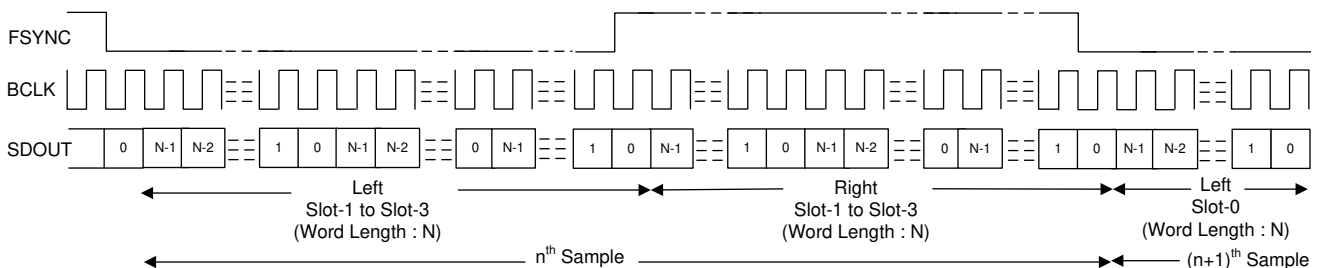 FSYNC
BCLK
SDOUT 0 N-1 N-2 1 0 N-1 N-2 0 N-1 1 0 N-1 1 0 N-1 N-2 0 N-1 1 0 N-1 N-2 1 0
Left Right Left
Slot-1 to Slot-3 Slot-1 to Slot-3 Slot-0
(Word Length : N) (Word Length : N) (Word Length : N)
nth Sample (n+1)th Sample